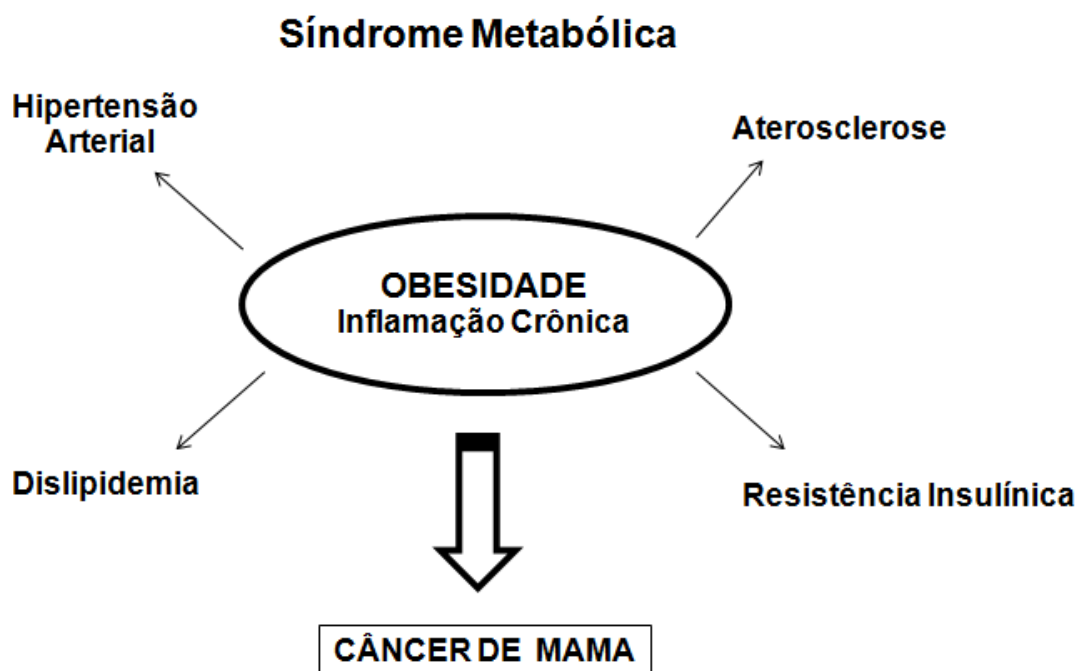 Síndrome Metabólica
Hipertensão
Arterial
Aterosclerose
OBESIDADE
Inflamação Crônica
Dislipidemia
Resistência Insulínica
CÂNCER DE MAMA